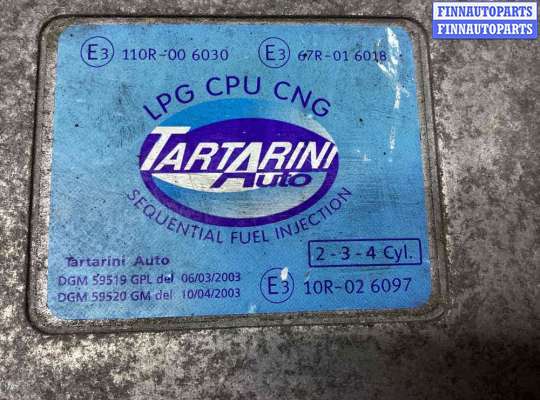 FINNAUTOPARTS
FINNAUTOPARTS
E3 110R-00 6030
E3 67R-01 6018
LPG CPU CNG
TARTARINI
Auto
SEQUENTIAL FUEL INJECTION
2 - 3 - 4 Cyl.
Tartarini Auto
DGM 59519 GPL del 06/03/2003
DGM 59520 GM del 10/04/2003
E3 10R-02 6097